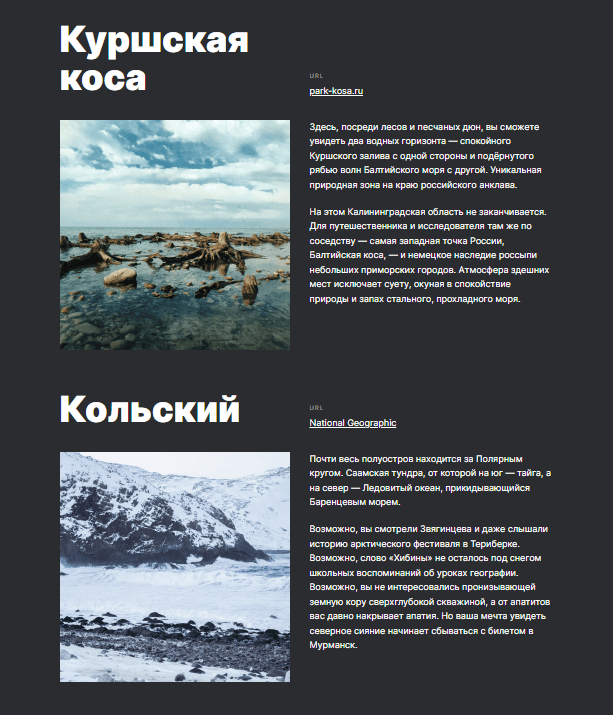 Куршская
коса
URL
park-kosa.ru
Здесь, посреди лесов и песчаных дюн, вы сможете
увидеть два водных горизонта — спокойного
Куршского залива с одной стороны и подёрнутого
рябью волн Балтийского моря с другой. Уникальная
природная зона на краю российского анклава.
На этом Калининградская область не заканчивается.
Для путешественника и исследователя там же по
соседству — самая западная точка России,
Балтийская коса, — и немецкое наследие россыпи
небольших приморских городов. Атмосфера здешних
мест исключает суету, окуная в спокойствие
природы и запах стального, прохладного моря.
Кольский
URL
National Geographic
Почти весь полуостров находится за Полярным
кругом. Саамская тундра, от которой на юг — тайга, а
на север — Ледовитый океан, прикидывающийся
Баренцевым морем.
Возможно, вы смотрели Звягинцева и даже слышали
историю арктического фестиваля в Териберке.
Возможно, слово «Хибины» не осталось под снегом
школьных воспоминаний об уроках географии.
Возможно, вы не интересовались пронизывающей
земную кору сверхглубокой скважиной, а от апатитов
вас давно накрывает апатия. Но ваша мечта увидеть
северное сияние начинает сбываться с билетом в
Мурманск.